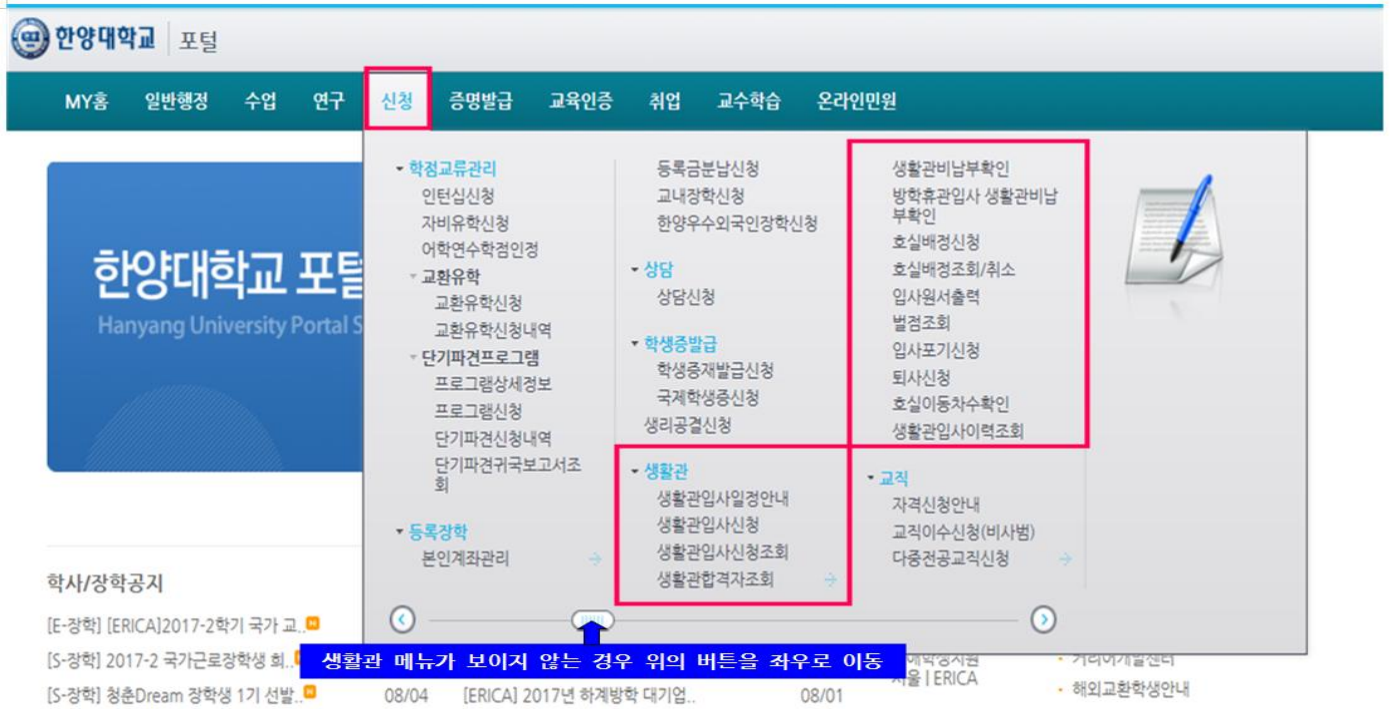 한양대학교 포털
MY홈 일반행정 수업 연구 신청 증명발급 교육인증 취업 교수학습 온라인민원
한양대학교 포털
Hanyang University Portal S
학점교류관리
인턴십신청
자비유학신청
어학연수학점인정
교환유학
교환유학신청
교환유학신청내역
단기파견프로그램
프로그램상세정보
프로그램신청
단기파견신청내역
단기파견귀국보고서조
회
등록장학
본인계좌관리
등록금분납신청
교내장학신청
한양우수외국인장학신청
상담
상담신청
학생증발급
학생증재발급신청
국제학생증신청
생리공결신청
생활관
생활관입사일정안내
생활관입사신청
생활관입사신청조회
생활관합격자조회
생활관비납부확인
방학휴관입사 생활관비납
부확인
호실배정신청
호실배정조회/취소
입사원서출력
벌점조회
입사포기신청
퇴사신청
호실이동차수확인
생활관입사이력조회
교직
자격신청안내
교직이수신청(비사범)
다중전공교직신청
생활관 메뉴가 보이지 않는 경우 위의 버튼을 좌우로 이동
학사/장학공지
[E-장학] [ERICA]2017-2학기 국가 교..
[S-장학] 2017-2 국가근로장학생 희..
[S-장학] 청춘Dream 장학생 1기 선발..
08/04 [ERICA] 2017년 하계방학 대기업.. 08/01
서울 | ERICA
커리어개발센터
해외교환학생안내